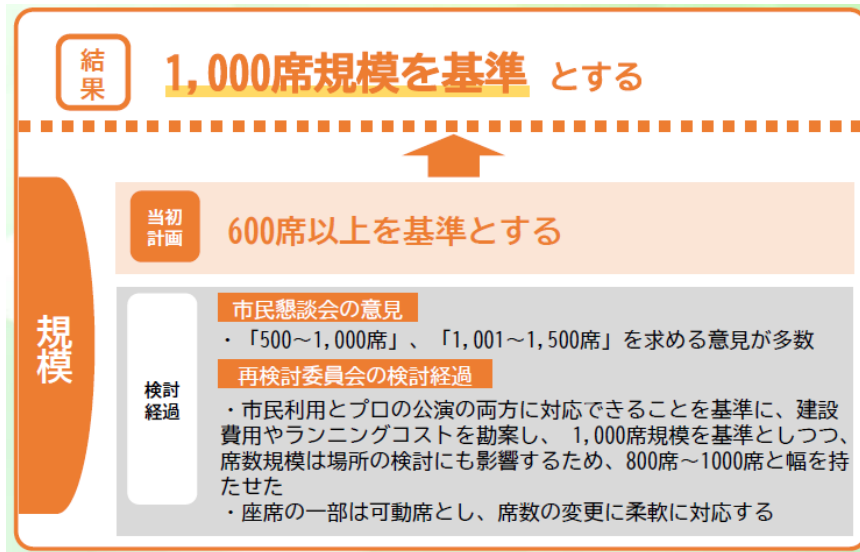 結果
1,000席規模を基準 とする
規模
当初計画
600席以上を基準とする
検討経過
市民懇談会の意見
・「500～1,000席」、「1,001～1,500席」を求める意見が多数
再検討委員会の検討経過
・市民利用とプロの公演の両方に対応できることを基準に、建設
費用やランニングコストを勘案し、 1,000席規模を基準としつつ、
席数規模は場所の検討にも影響するため、800席～1000席と幅を持
たせた
・座席の一部は可動席とし、席数の変更に柔軟に対応する